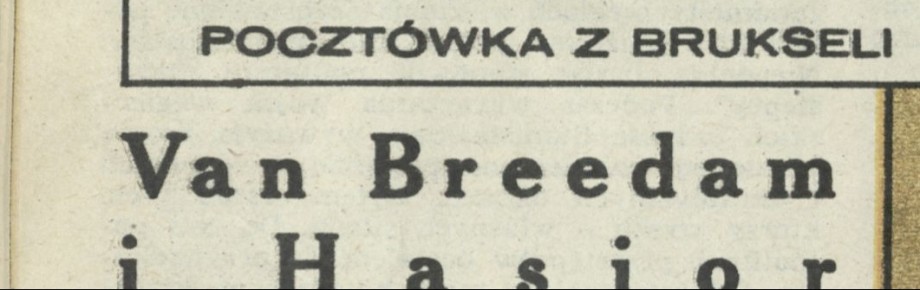 POCZTÓWKA Z BRUKSELI
Van Breedam
i Hasior